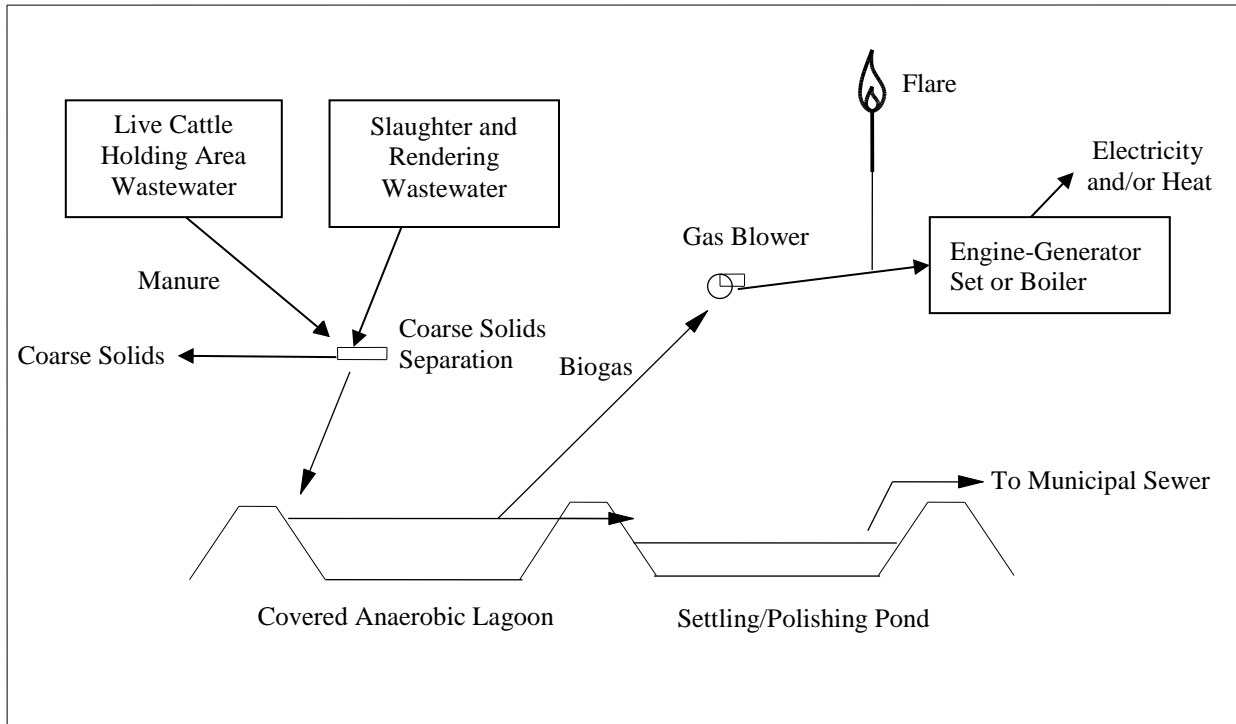 Live Cattle
Holding Area
Wastewater
Slaughter and
Rendering
Wastewater
Flare
Electricity
and/or Heat
Gas Blower
Engine-Generator
Set or Boiler
Manure
Coarse Solids
Coarse Solids
Separation
Biogas
To Municipal Sewer
Covered Anaerobic Lagoon
Settling/Polishing Pond